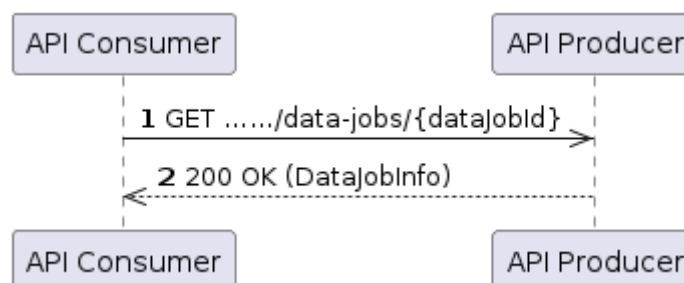 API Consumer API Producer
1 GET ....../data-jobs/{dataJobId}
2 200 OK (DataJobInfo)
API Consumer API Producer